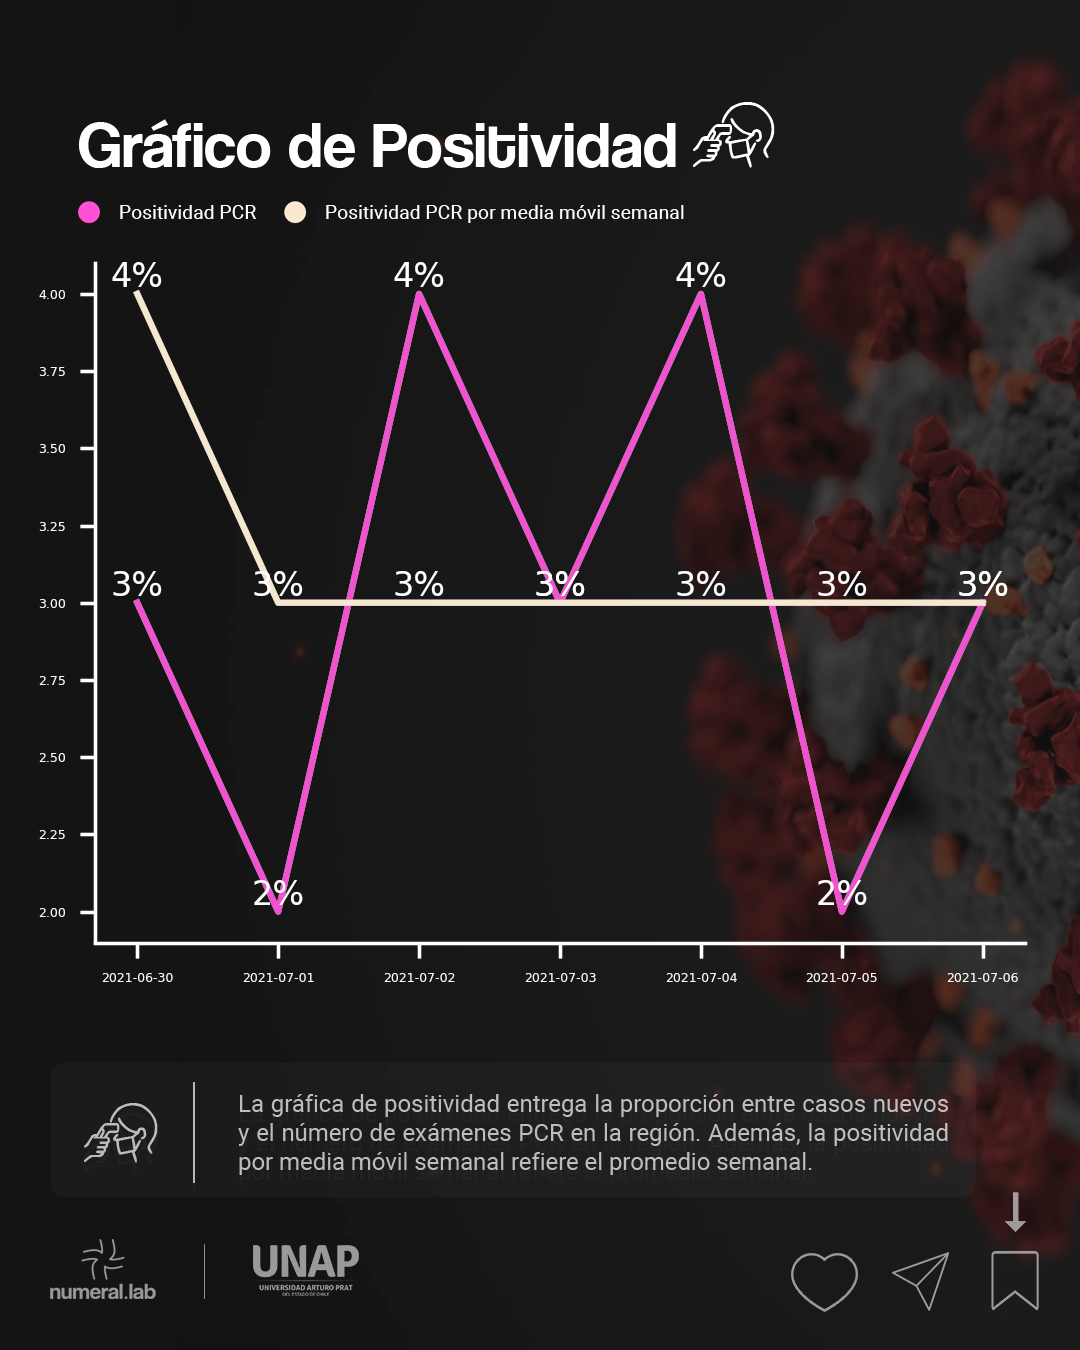 Gráfico de Positividad
Positividad PCR Positividad PCR por media móvil semanal
4% 4% 4%
4.00
3.75
3.50
3.25
3% 3% 3% 3% 3% 3% 3%
3.00
2.75
2.50
2.25
2% 2%
2.00
2021-06-30 2021-07-01 2021-07-02 2021-07-03 2021-07-04 2021-07-05 2021-07-06
La gráfica de positividad entrega la proporción entre casos nuevos
y el número de exámenes PCR en la región. Además, la positividad
por media móvil semanal refiere el promedio semanal.
numeral.lab
UNAP
UNIVERSIDAD ARTURO PRAT
DEL ESTADO DE CHILE